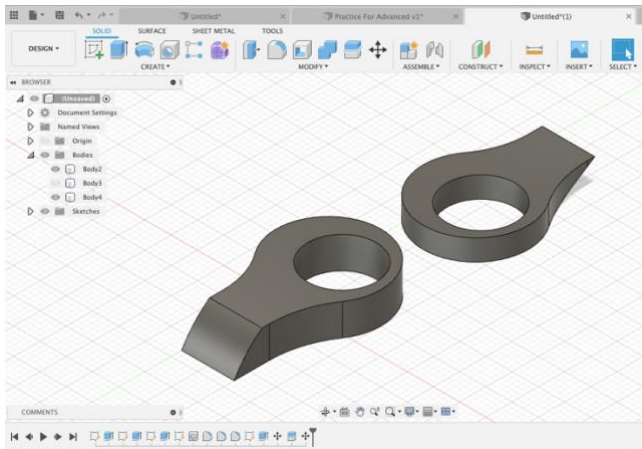 Untitled*
Practice For Advanced v1*
Untitled*(1)
SOLID SURFACE SHEET METAL TOOLS
DESIGN
CREATE MODIFY ASSEMBLE CONSTRUCT INSPECT INSERT SELECT
BROWSER
(Unsaved)
Document Settings
Named Views
Origin
Bodies
Body2
Body3
Body4
Sketches
COMMENTS